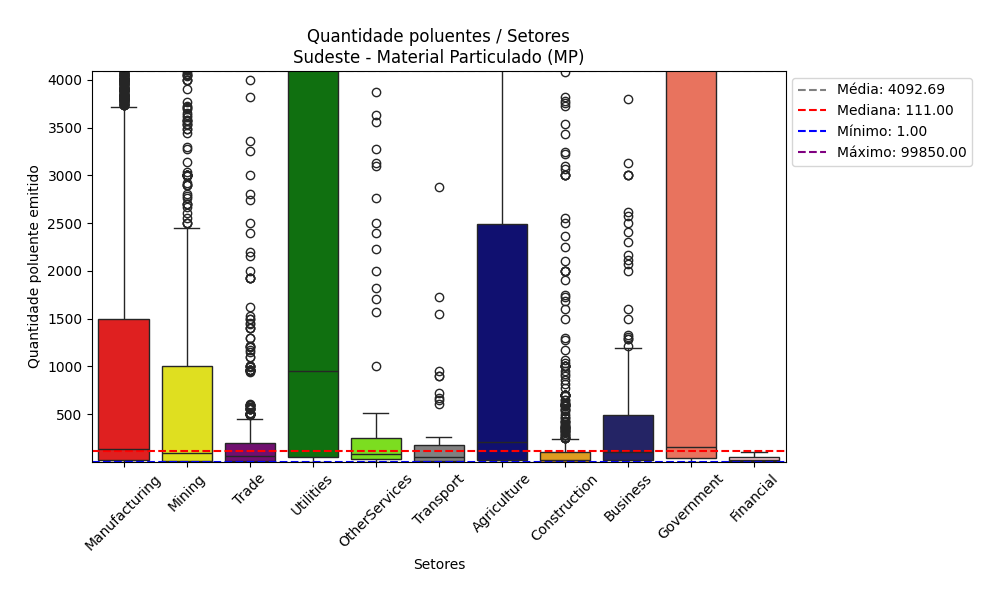 Quantidade poluentes / Setores
Sudeste - Material Particulado (MP)
Quantidade poluente emitido
4000
3500
3000
2500
2000
1500
1000
500
Média: 4092.69
Mediana: 111.00
Mínimo: 1.00
Máximo: 99850.00
Manufacturing
Mining
Trade
Utilities
OtherServices
Transport
Agriculture
Construction
Business
Government
Financial
Setores